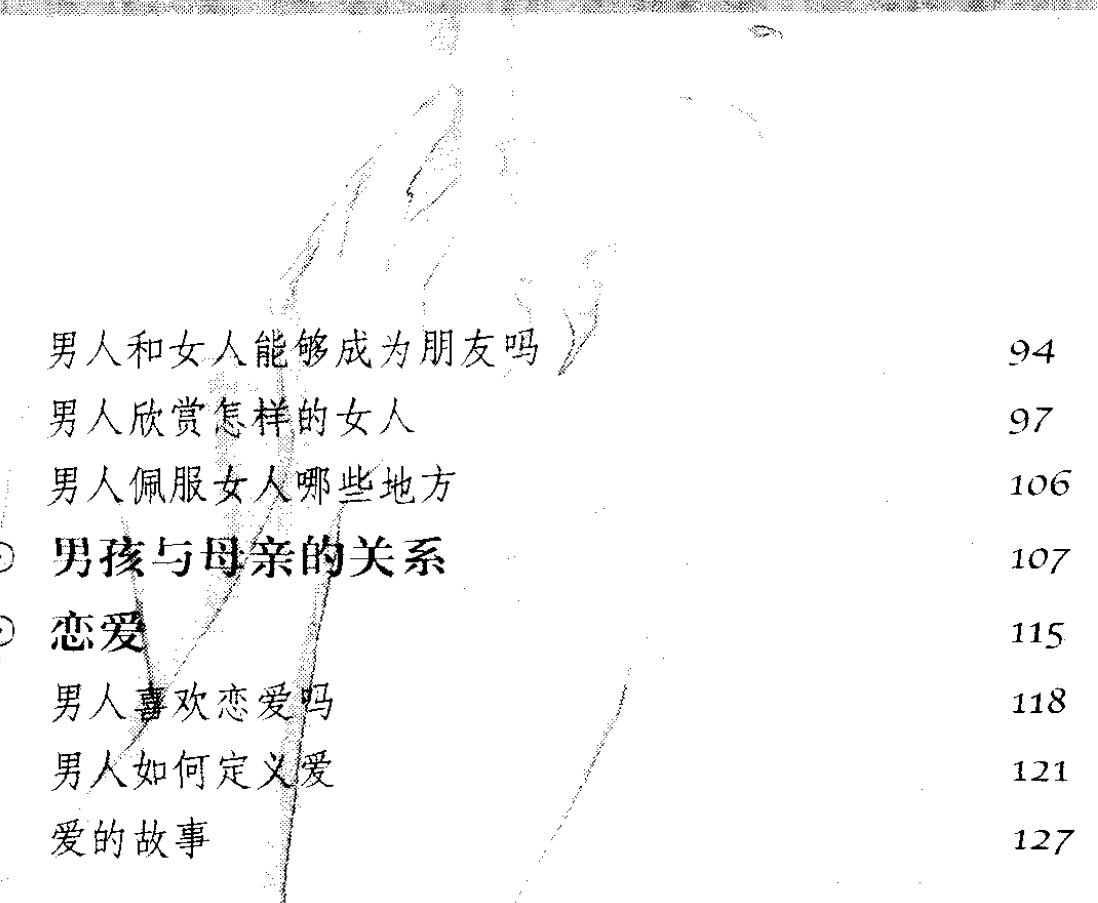 男人和女人能够成为朋友吗 94
男人欣赏怎样的女人 97
男人佩服女人哪些地方 106
男孩与母亲的关系 107
恋爱 115
男人喜欢恋爱吗 118
男人如何定义爱 121
爱的故事 127